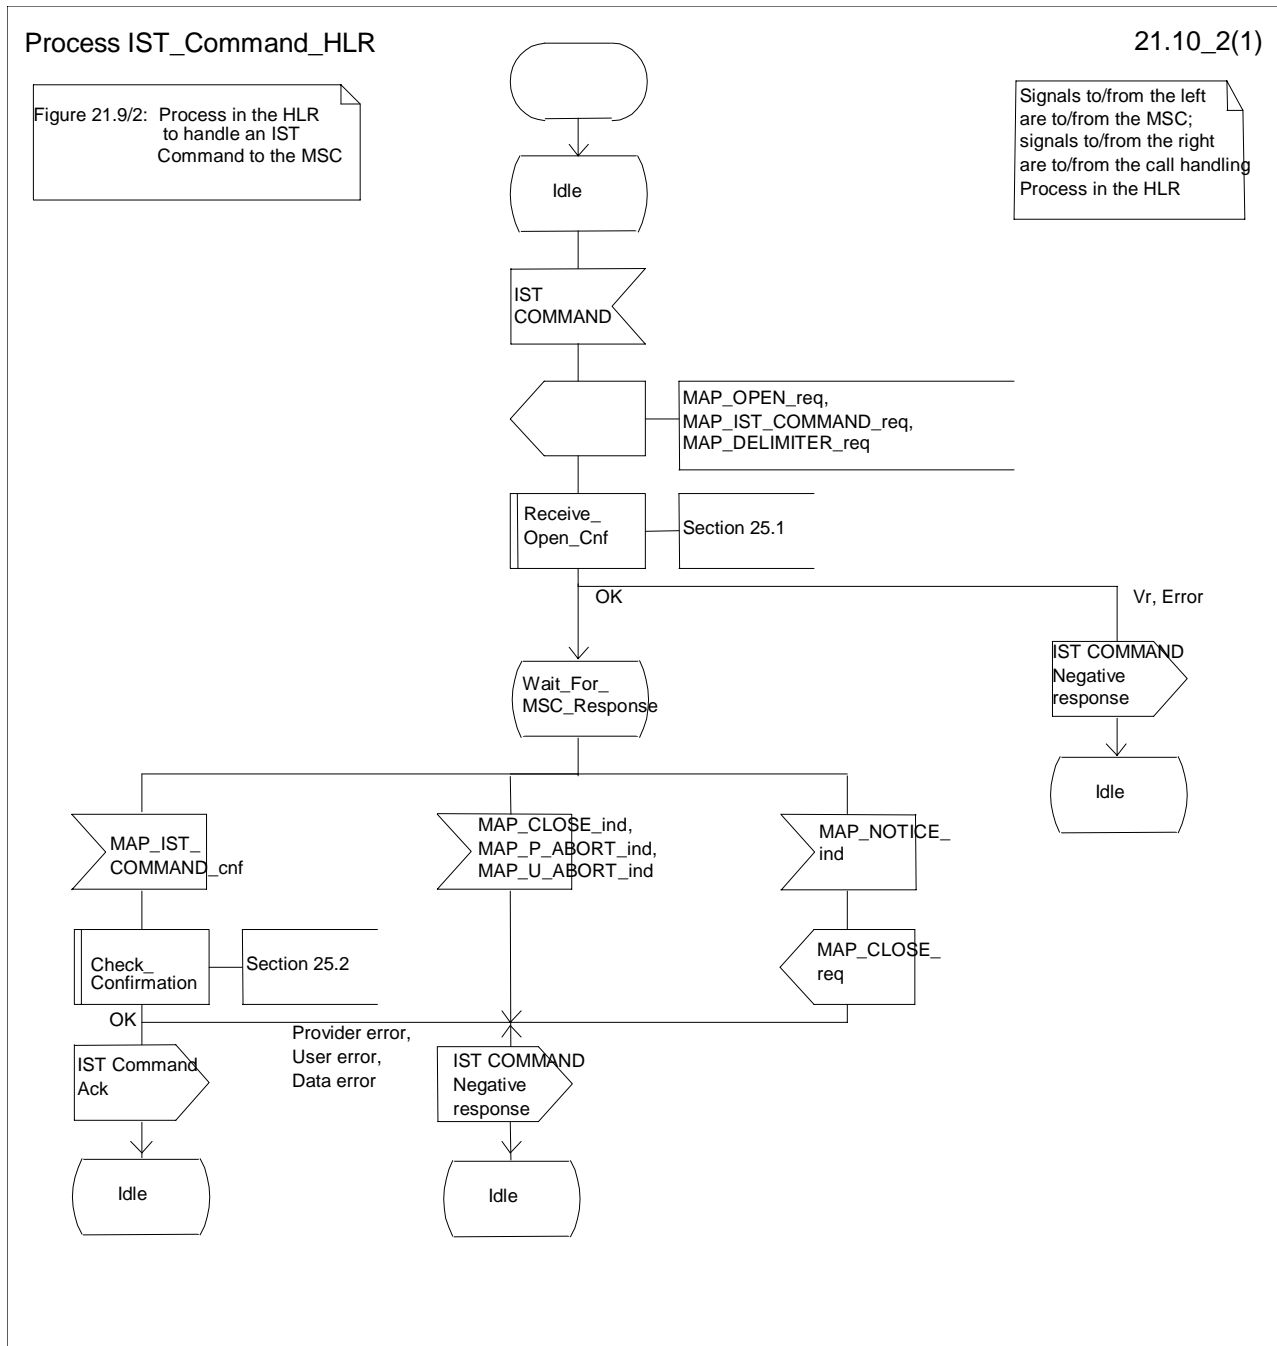 Process IST_Command_HLR
21.10_2(1)
Figure 21.9/2: Process in the HLR
to handle an IST
Command to the MSC
Signals to/from the left
are to/from the MSC;
signals to/from the right
are to/from the call handling
Process in the HLR
Idle
IST
COMMAND
MAP_OPEN_req,
MAP_IST_COMMAND_req,
MAP_DELIMITER_req
Receive_
Open_Cnf
Section 25.1
OK
Vr, Error
IST COMMAND
Negative
response
Wait_For_
MSC_Response
Idle
MAP_IST_
COMMAND_cnf
MAP_CLOSE_ind,
MAP_P_ABORT_ind,
MAP_U_ABORT_ind
MAP_NOTICE_
ind
Check_
Confirmation
Section 25.2
MAP_CLOSE_
req
OK
Provider error,
User error,
Data error
IST Command
Ack
IST COMMAND
Negative
response
Idle
Idle